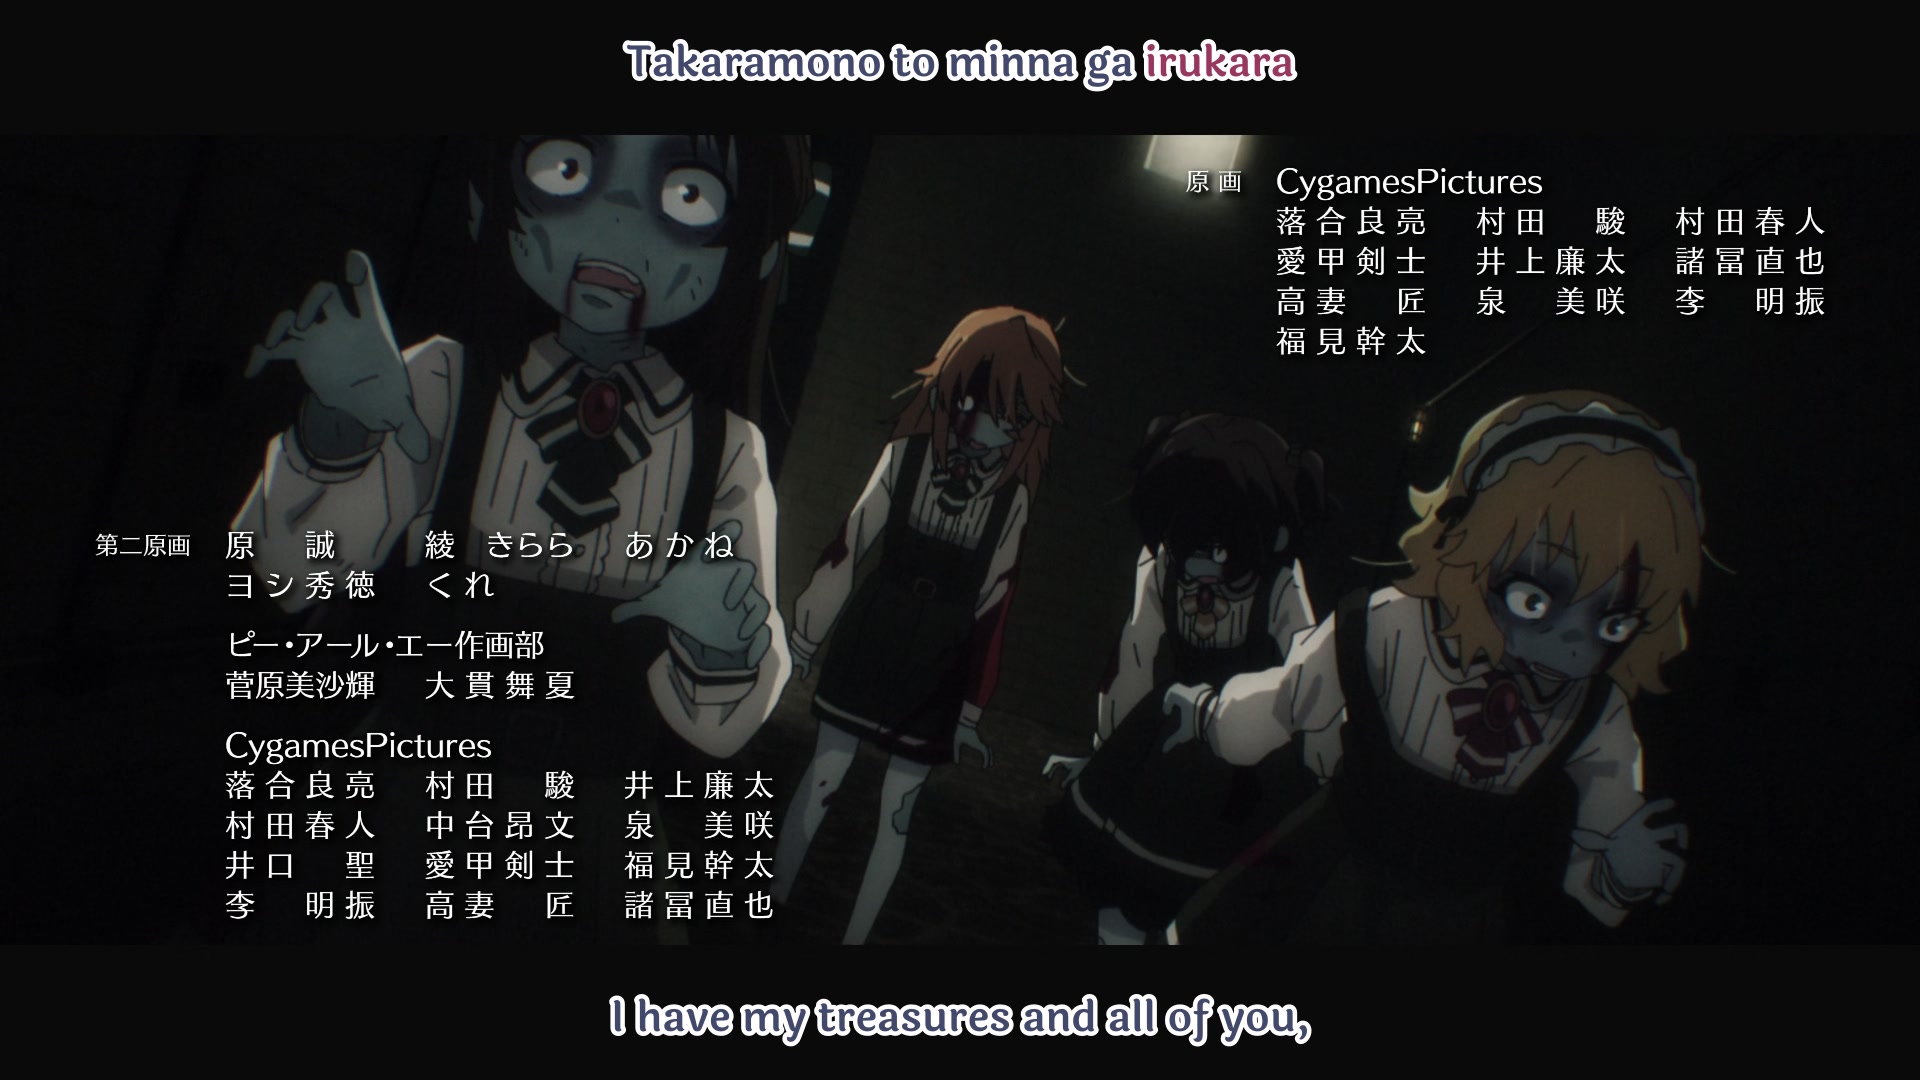 Takaramono to minna ga irukara
原画 CygamesPictures
落合良亮 村田 駿 村田春人
愛甲剣士 井上廉太 諸冨直也
高妻 匠 泉 美咲 李 明振
福見幹太
第二原画 原 誠 綾 きらら あかね
ヨシ秀徳 くれ
ピー・アール・エー作画部
菅原美沙輝 大貫舞夏
CygamesPictures
落合良亮 村田 駿 井上廉太
村田春人 中台昂文 泉 美咲
井口 聖 愛甲剣士 福見幹太
李 明振 高妻 匠 諸冨直也
I have my treasures and all of you,